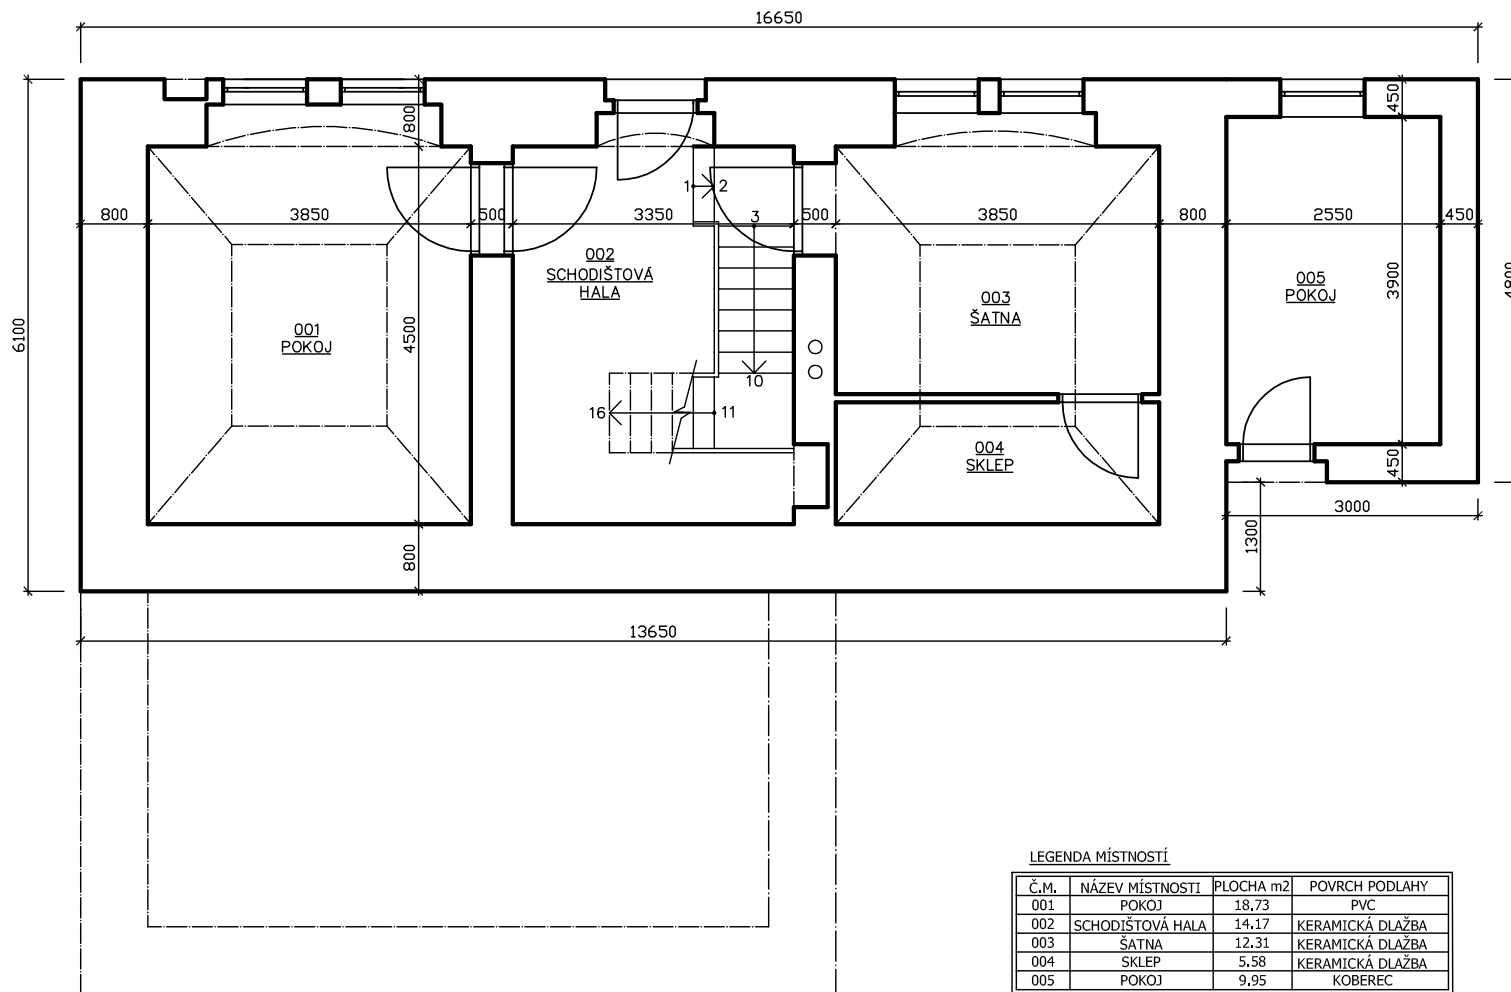 16650
450
800
1 2
800 3850 500 3350 3 500 3850 800 2550 450
002
SCHODIŠTOVÁ
HALA
003
ŠATNA
005
POKOJ
3900
4800
6100
001
POKOJ
4500
10
16 11
004
SKLEP
450
3000
1300
800
13650
LEGENDA MÍSTNOSTÍ
Č.M. NÁZEV MÍSTNOSTI PLOCHA m2 POVRCH PODLAHY
001 POKOJ 18,73 PVC
002 SCHODIŠTOVÁ HALA 14,17 KERAMICKÁ DLAŽBA
003 ŠATNA 12,31 KERAMICKÁ DLAŽBA
004 SKLEP 5,58 KERAMICKÁ DLAŽBA
005 POKOJ 9,95 KOBEREC